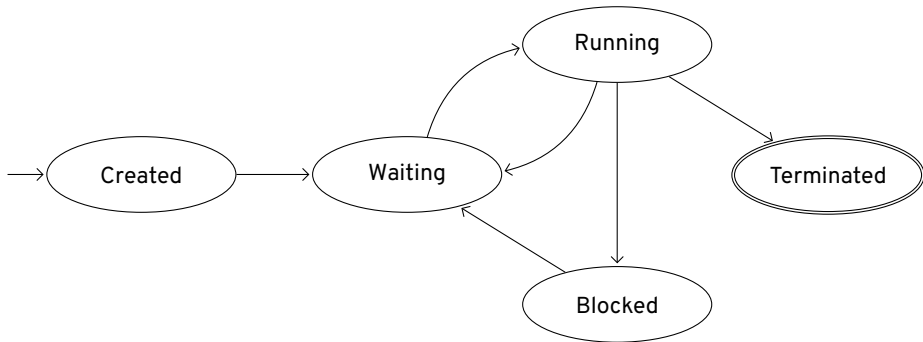 Running
Created
Waiting
Terminated
Blocked